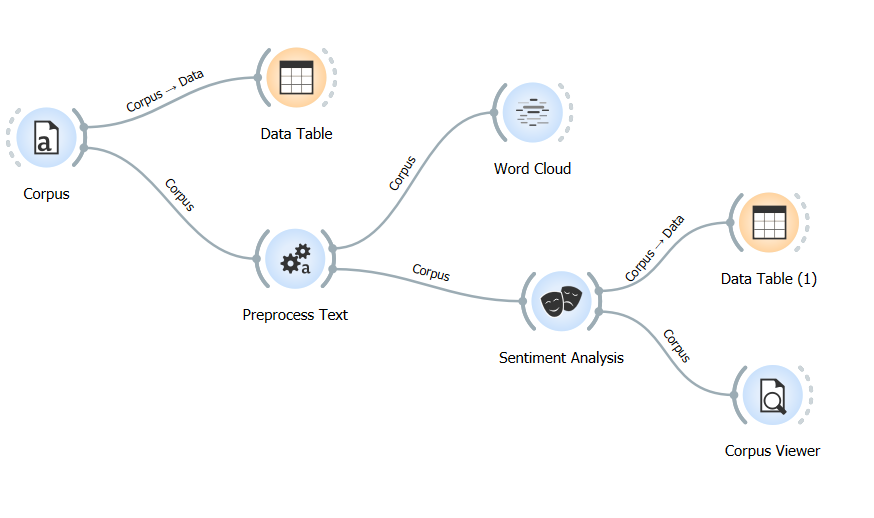 Corpus → Data
Data Table
Corpus
Corpus
Corpus
Word Cloud
Preprocess Text
Corpus
Corpus → Data
Data Table (1)
Sentiment Analysis
Corpus
Corpus Viewer